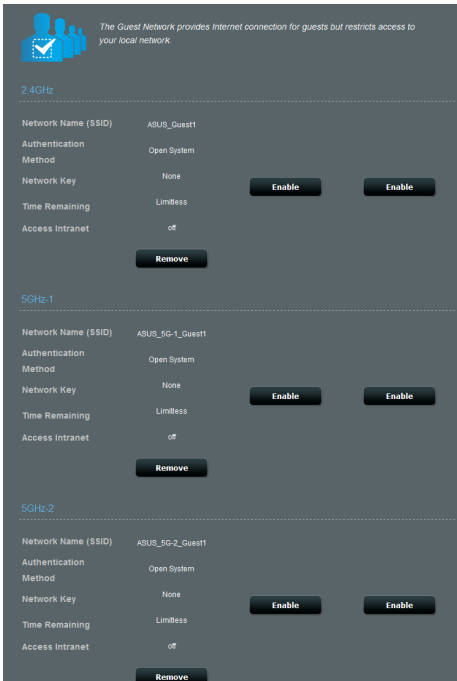 The Guest Network provides Internet connection for guests but restricts access to
your local network.
2.4GHz
Network Name (SSID) ASUS_Guest1
Authentication
Method Open System
Network Key None
Enable Enable
Time Remaining Limitless
Access Intranet off
Remove
5GHz-1
Network Name (SSID) ASUS_5G-1_Guest1
Authentication
Method Open System
Network Key None
Enable Enable
Time Remaining Limitless
Access Intranet off
Remove
5GHz-2
Network Name (SSID) ASUS_5G-2_Guest1
Authentication
Method Open System
Network Key None
Enable Enable
Time Remaining Limitless
Access Intranet off
Remove